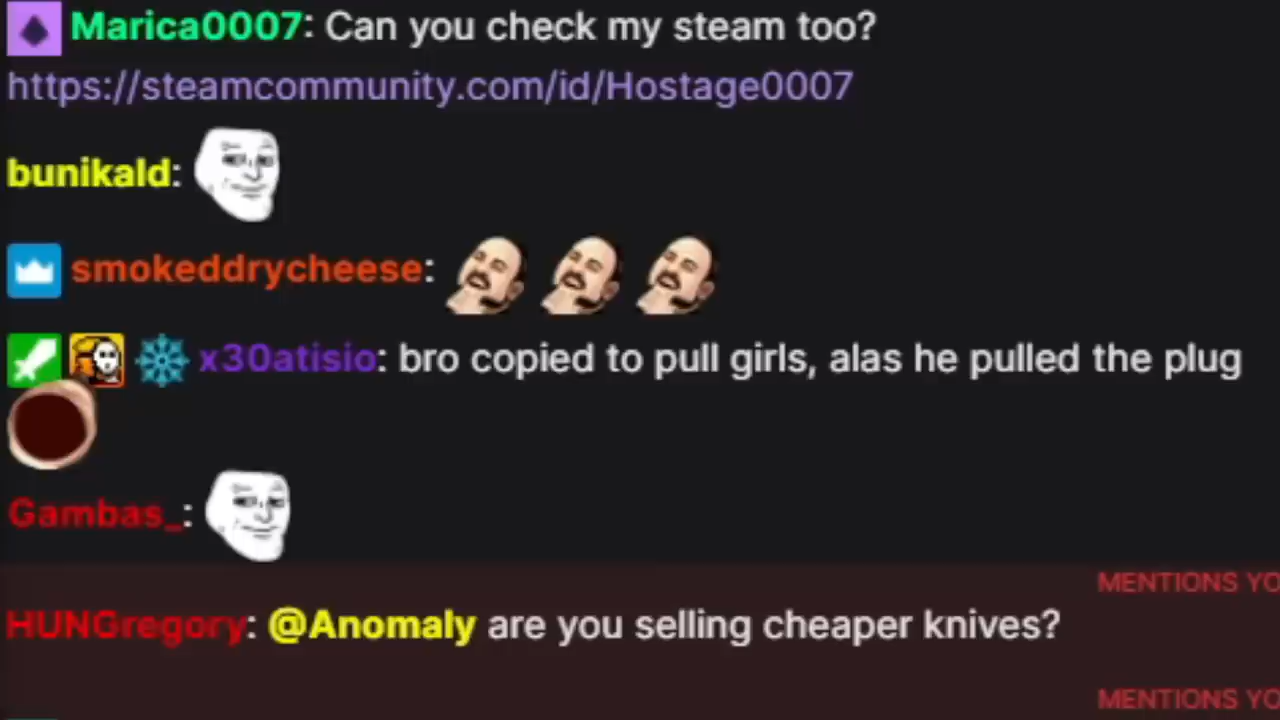 Marica0007: Can you check my steam too?
https://steamcommunity.com/id/Hostage0007
bunikald:
smokeddrycheese:
x30atisio: bro copied to pull girls, alas he pulled the plug
Gambas_:
MENTIONS YO
HUNGregory: @Anomaly are you selling cheaper knives?
MENTIONS YO